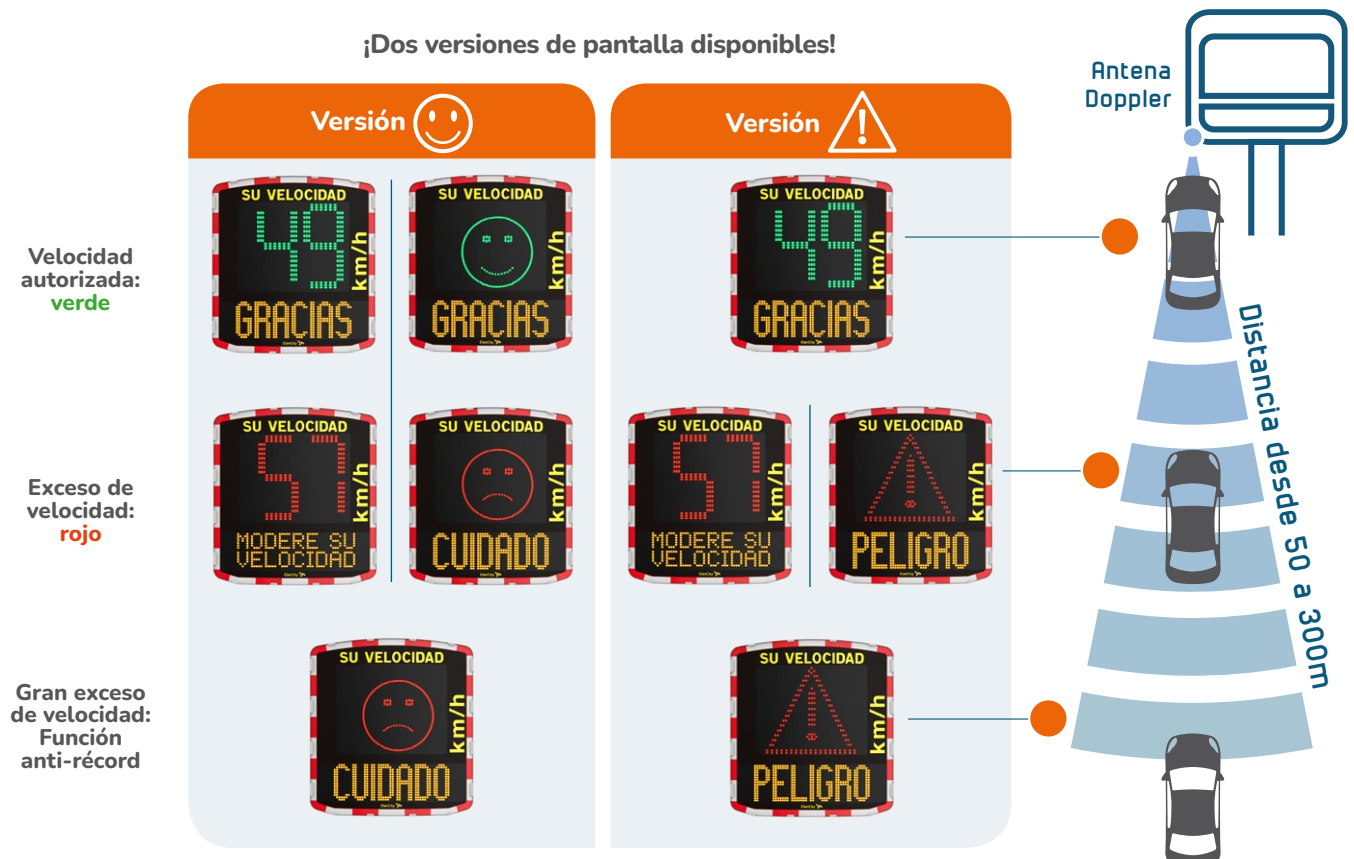 ¡Dos versiones de pantalla disponibles!
Antena
Doppler
Versión
Versión
Velocidad
autorizada:
verde
SU VELOCIDAD
49
km/h
GRACIAS
SU VELOCIDAD
km/h
GRACIAS
SU VELOCIDAD
49
km/h
GRACIAS
Exceso de
velocidad:
rojo
SU VELOCIDAD
57
km/h
MODERE SU
VELOCIDAD
SU VELOCIDAD
km/h
CUIDADO
SU VELOCIDAD
57
km/h
MODERE SU
VELOCIDAD
SU VELOCIDAD
km/h
PELIGRO
Gran exceso
de velocidad:
Función
anti-récord
SU VELOCIDAD
km/h
CUIDADO
SU VELOCIDAD
km/h
PELIGRO
Distancia desde 50 a 300m